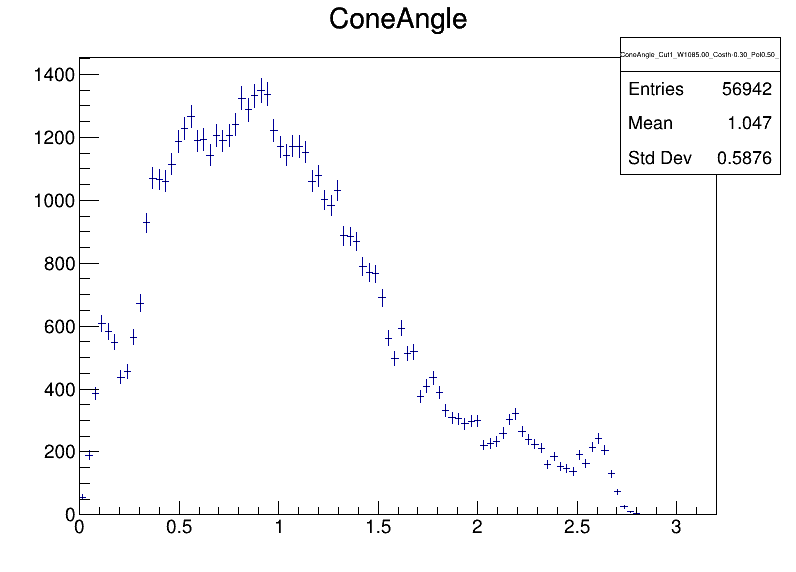 ConeAngle
ConeAngle_Cut1_W1085.00_Costh-0.30_Pol0.50_
Entries 56942
Mean 1.047
Std Dev 0.5876
1400
1200
1000
800
600
400
200
0
0 0.5 1 1.5 2 2.5 3